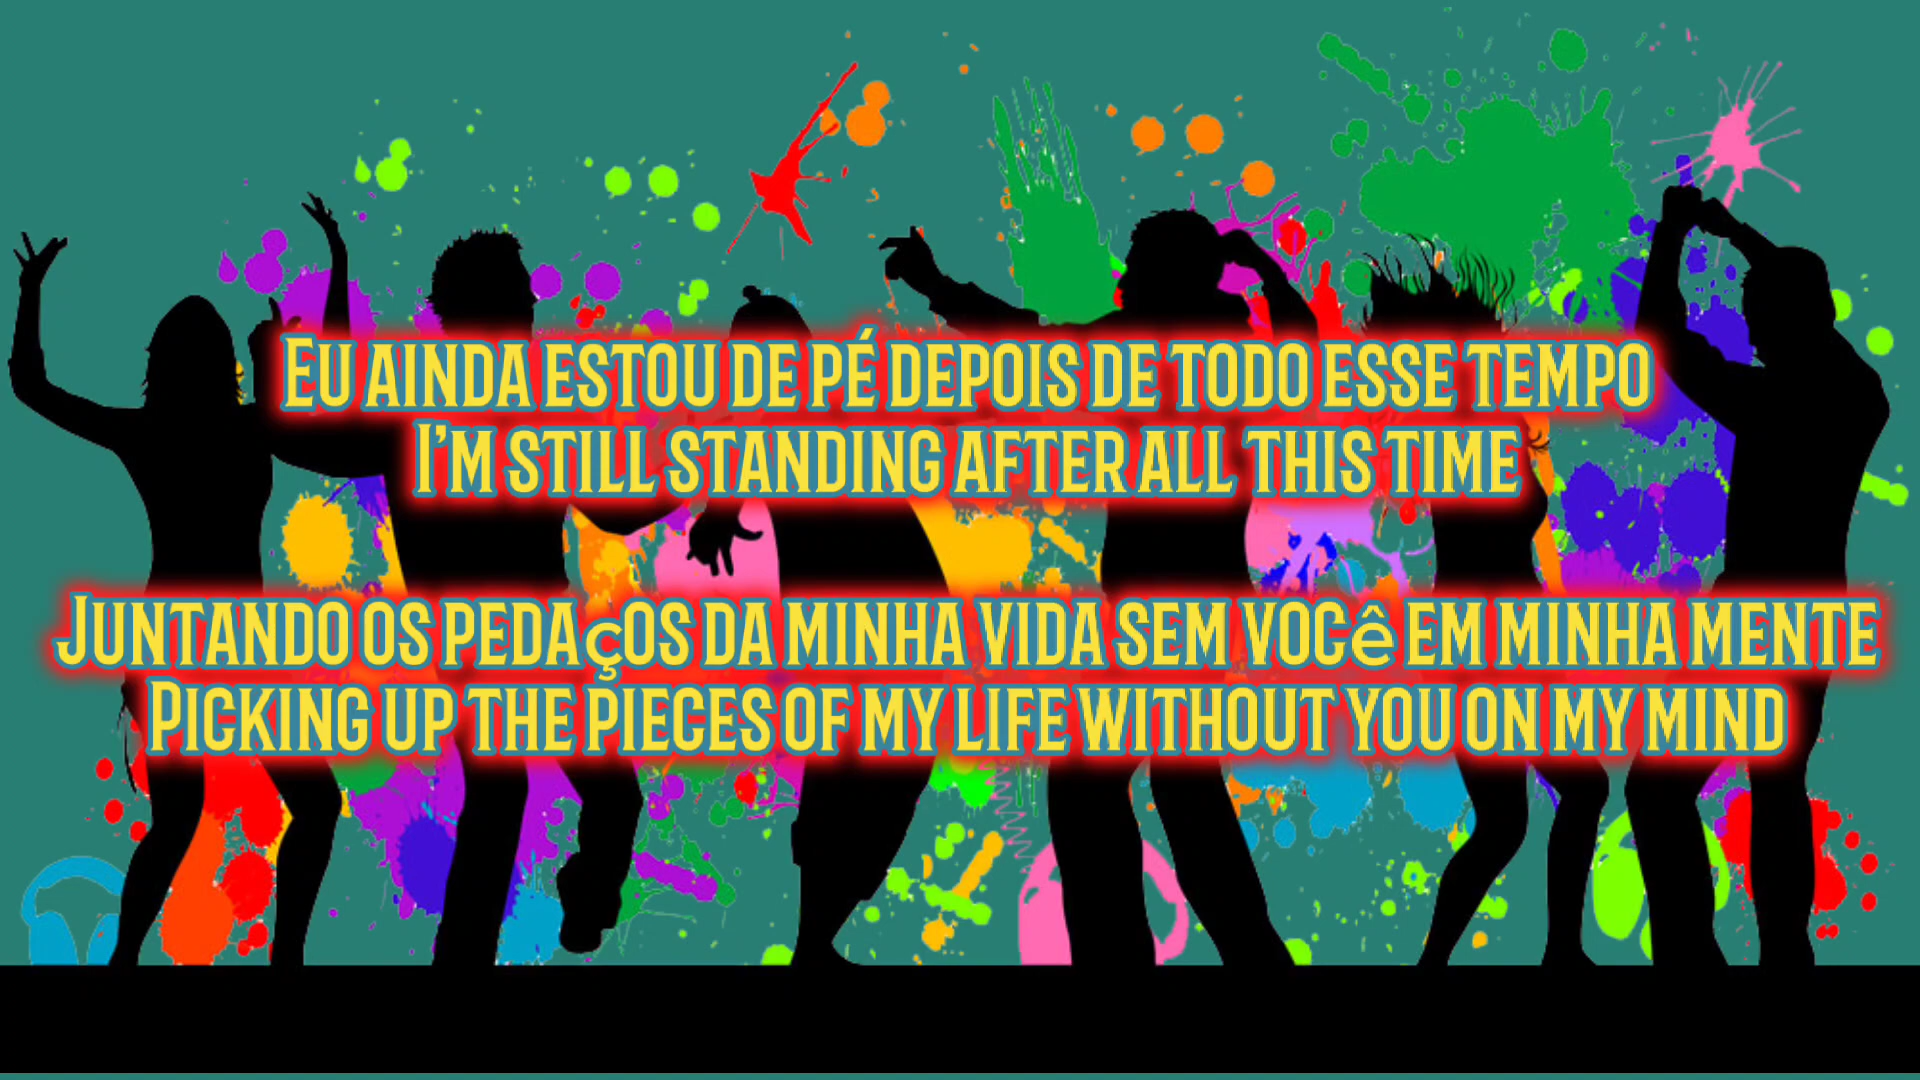 Eu ainda estou de pé depois de todo esse tempo
I'm still standing after all this time
Juntando os pedaços da minha vida sem você em minha mente
Picking up the pieces of my life without you on my mind